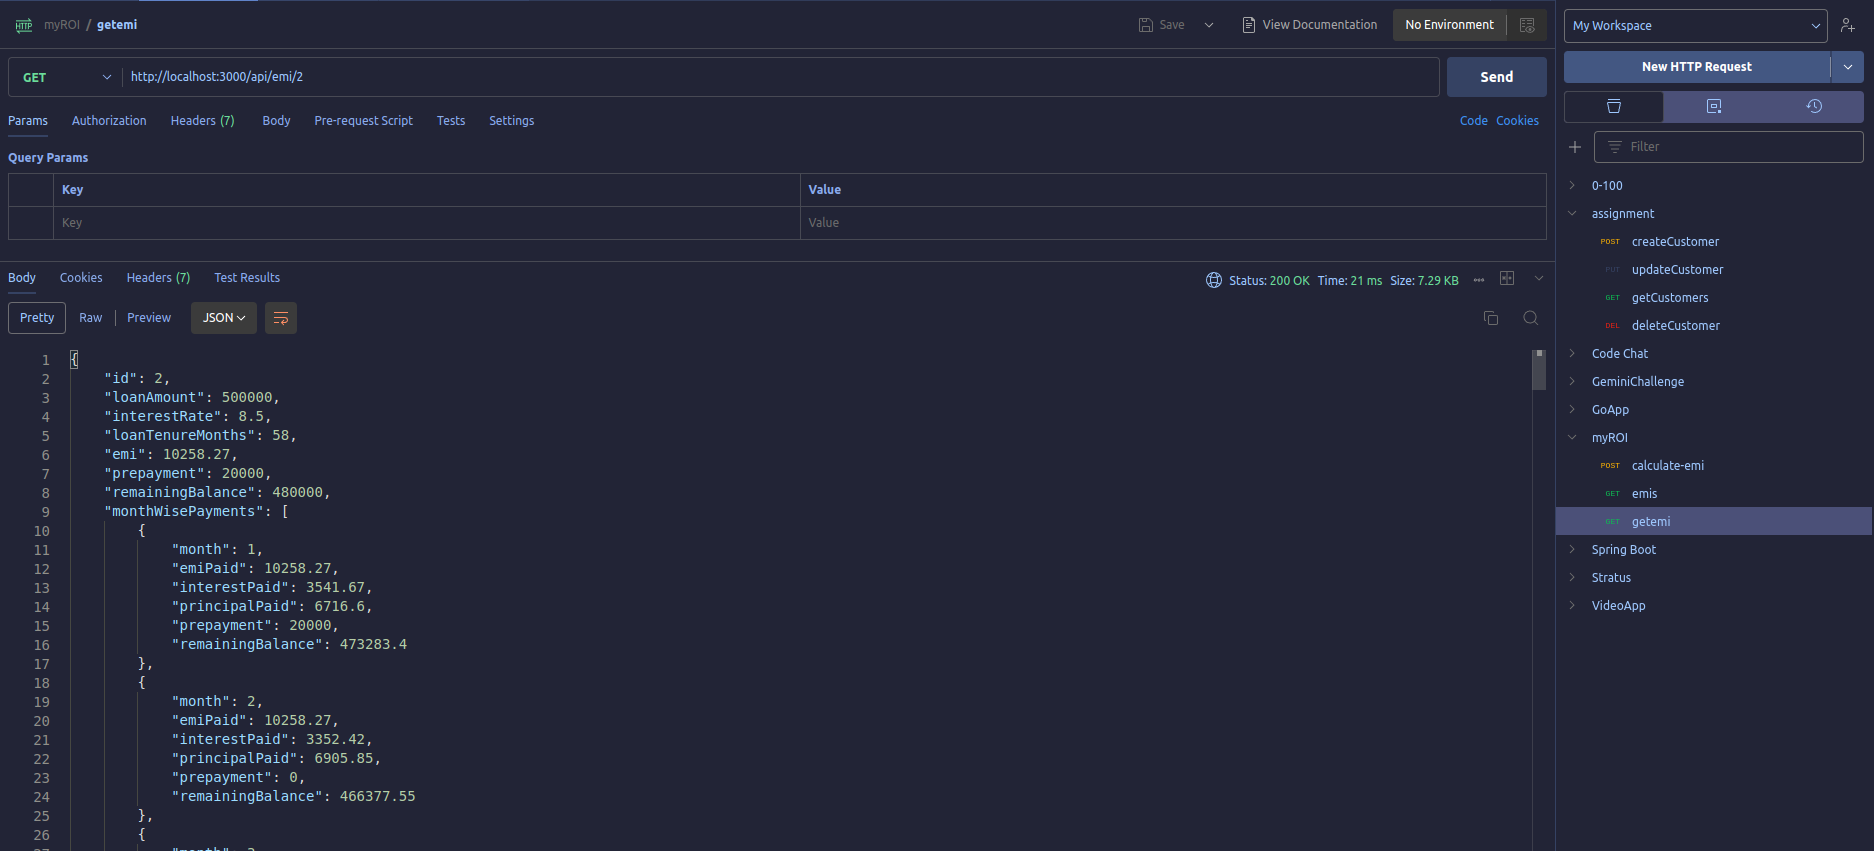 myROI / getemi
Save
View Documentation
No Environment
GET
http://localhost:3000/api/emi/2
Send
Params Authorization Headers (7) Body Pre-request Script Tests Settings
Code Cookies
Query Params
Key Value
Key Value
Body Cookies Headers (7) Test Results
Status: 200 OK Time: 21 ms Size: 7.29 KB
Pretty Raw Preview JSON
1 {
2 "id": 2,
3 "loanAmount": 500000,
4 "interestRate": 8.5,
5 "loanTenureMonths": 58,
6 "emi": 10258.27,
7 "prepayment": 20000,
8 "remainingBalance": 480000,
9 "monthWisePayments": [
10 {
11 "month": 1,
12 "emiPaid": 10258.27,
13 "interestPaid": 3541.67,
14 "principalPaid": 6716.6,
15 "prepayment": 20000,
16 "remainingBalance": 473283.4
17 },
18 {
19 "month": 2,
20 "emiPaid": 10258.27,
21 "interestPaid": 3352.42,
22 "principalPaid": 6905.85,
23 "prepayment": 0,
24 "remainingBalance": 466377.55
25 },
26 {
My Workspace
New HTTP Request
Filter
0-100
assignment
POST createCustomer
PUT updateCustomer
GET getCustomers
DEL deleteCustomer
Code Chat
GeminiChallenge
GoApp
myROI
POST calculate-emi
GET emis
GET getemi
Spring Boot
Stratus
VideoApp